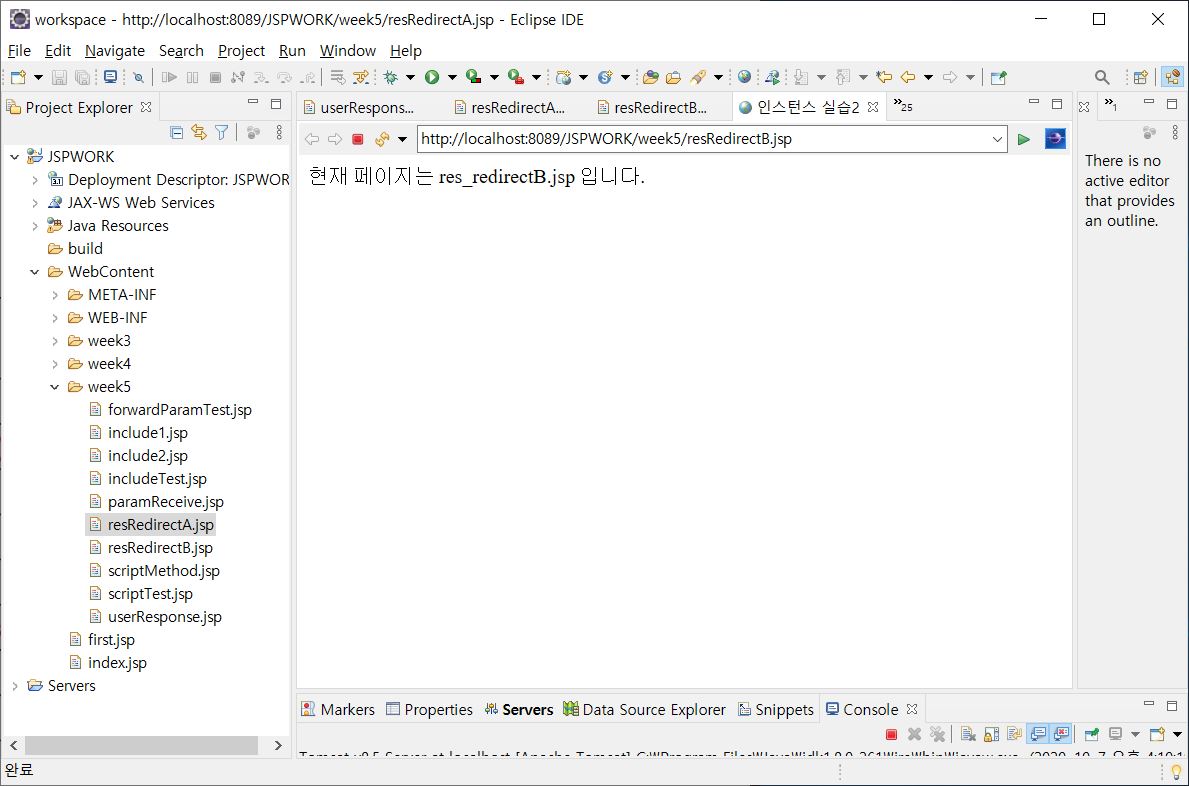 workspace - http://localhost:8089/JSPWORK/week5/resRedirectA.jsp - Eclipse IDE
File Edit Navigate Search Project Run Window Help
Project Explorer
userRespons...
resRedirectA...
resRedirectB...
인스턴스 실습2
»25
»1
http://localhost:8089/JSPWORK/week5/resRedirectB.jsp
현재 페이지는 res_redirectB.jsp 입니다.
JSPWORK
Deployment Descriptor: JSPWOR
JAX-WS Web Services
Java Resources
build
WebContent
META-INF
WEB-INF
week3
week4
week5
forwardParamTest.jsp
include1.jsp
include2.jsp
includeTest.jsp
paramReceive.jsp
resRedirectA.jsp
resRedirectB.jsp
scriptMethod.jsp
scriptTest.jsp
userResponse.jsp
first.jsp
index.jsp
Servers
There is no
active editor
that provides
an outline.
Markers Properties Servers Data Source Explorer Snippets Console
완료